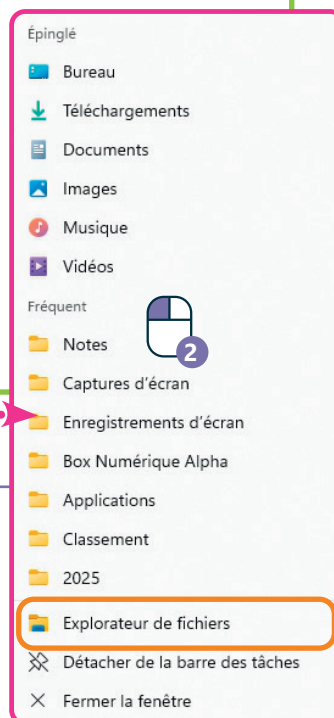 Épinglé
Bureau
Téléchargements
Documents
Images
Musique
Vidéos
Fréquent
Notes
2
Captures d'écran
Enregistrements d'écran
Box Numérique Alpha
Applications
Classement
2025
Explorateur de fichiers
Détacher de la barre des tâches
Fermer la fenêtre